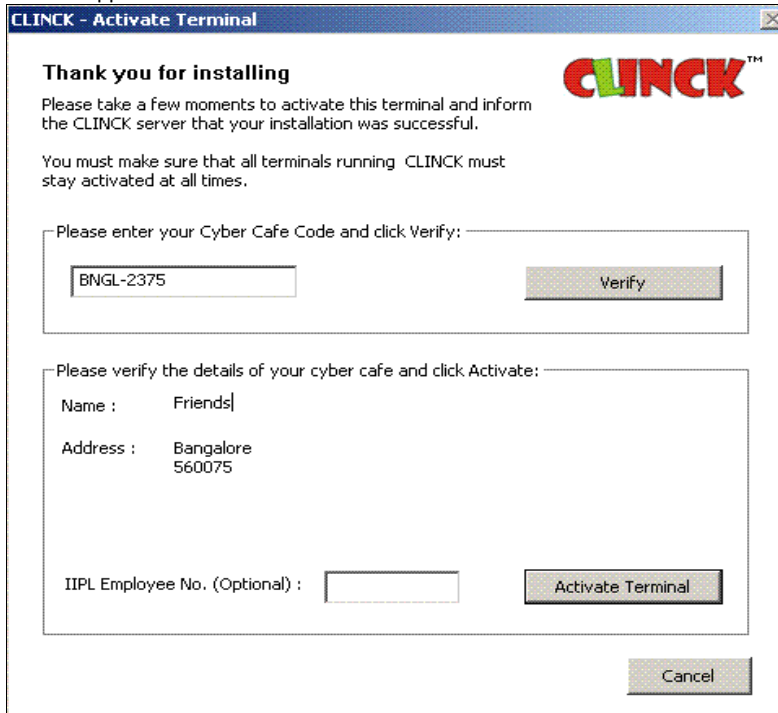 CLINCK - Activate Terminal
Thank you for installing
CLINCK™
Please take a few moments to activate this terminal and inform
the CLINCK server that your installation was successful.
You must make sure that all terminals running CLINCK must
stay activated at all times.
Please enter your Cyber Cafe Code and click Verify:
BNGL-2375
Verify
Please verify the details of your cyber cafe and click Activate:
Name : Friends
Address : Bangalore
560075
IIPL Employee No. (Optional) :
Activate Terminal
Cancel